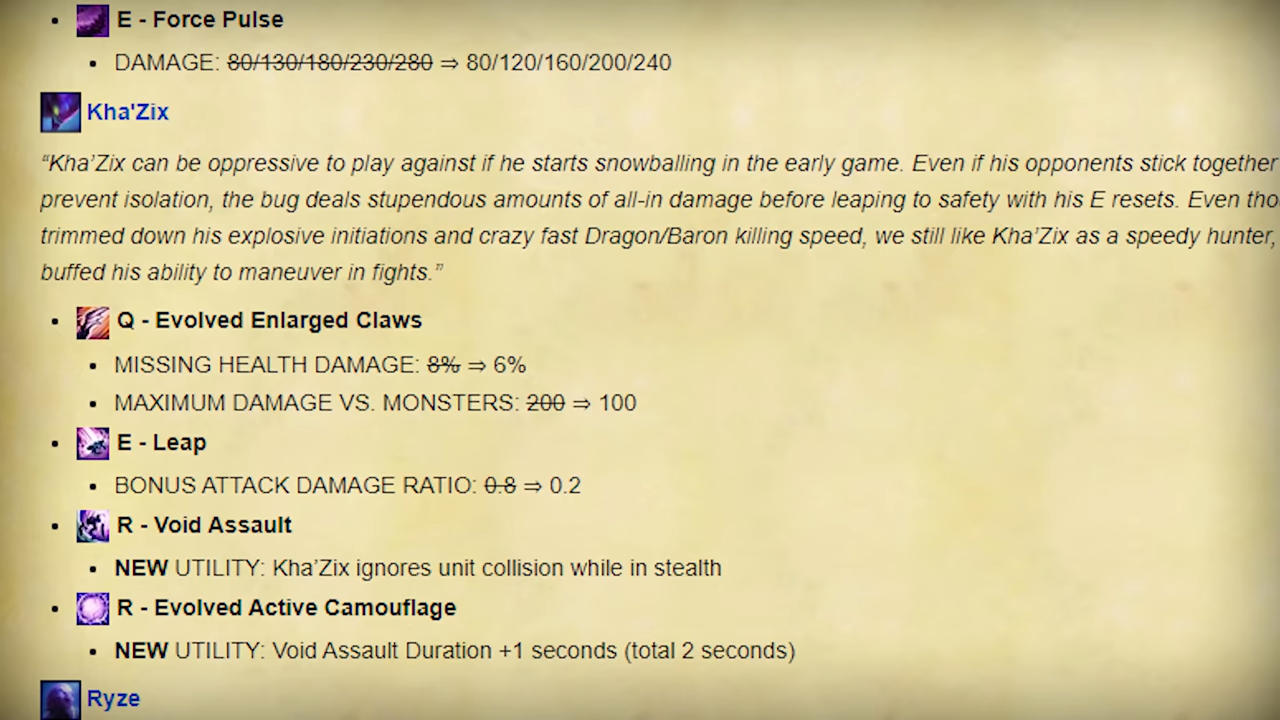 E - Force Pulse
DAMAGE: 80/130/180/230/280 ⇒ 80/120/160/200/240
Kha'Zix
“Kha’Zix can be oppressive to play against if he starts snowballing in the early game. Even if his opponents stick together
prevent isolation, the bug deals stupendous amounts of all-in damage before leaping to safety with his E resets. Even
trimmed down his explosive initiations and crazy fast Dragon/Baron killing speed, we still like Kha’Zix as a speedy hunter,
buffed his ability to maneuver in fights.”
Q - Evolved Enlarged Claws
MISSING HEALTH DAMAGE: 8% ⇒ 6%
MAXIMUM DAMAGE VS. MONSTERS: 200 ⇒ 100
E - Leap
BONUS ATTACK DAMAGE RATIO: 0.8 ⇒ 0.2
R - Void Assault
NEW UTILITY: Kha’Zix ignores unit collision while in stealth
R - Evolved Active Camouflage
NEW UTILITY: Void Assault Duration +1 seconds (total 2 seconds)
Ryze